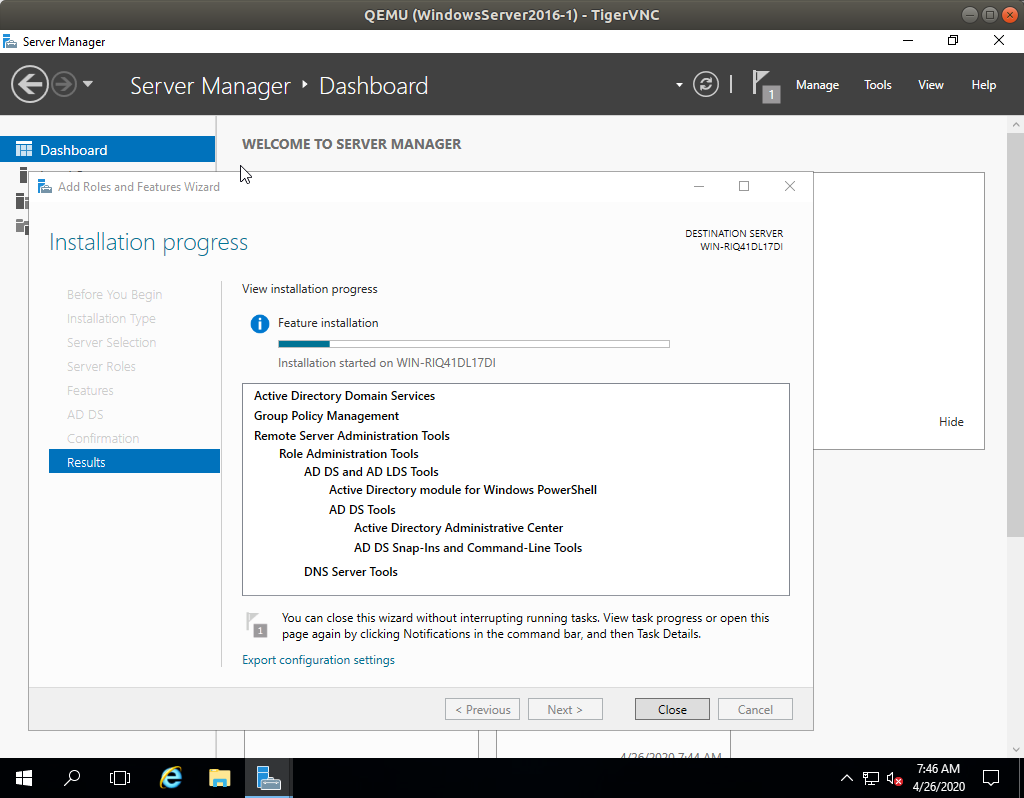 QEMU (WindowsServer2016-1) - TigerVNC
Server Manager
Server Manager Dashboard
1
Manage
Tools
View
Help
Dashboard
WELCOME TO SERVER MANAGER
Add Roles and Features Wizard
Installation progress
DESTINATION SERVER
WIN-RIQ41DL17DI
Before You Begin
Installation Type
Server Selection
Server Roles
Features
AD DS
Confirmation
Results
View installation progress
Feature installation
Installation started on WIN-RIQ41DL17DI
Active Directory Domain Services
Group Policy Management
Remote Server Administration Tools
Role Administration Tools
AD DS and AD LDS Tools
Active Directory module for Windows PowerShell
AD DS Tools
Active Directory Administrative Center
AD DS Snap-Ins and Command-Line Tools
DNS Server Tools
Hide
1
You can close this wizard without interrupting running tasks. View task progress or open this
page again by clicking Notifications in the command bar, and then Task Details.
Export configuration settings
< Previous
Next >
Close
Cancel
4/26/2020 7:44 AM
7:46 AM
4/26/2020